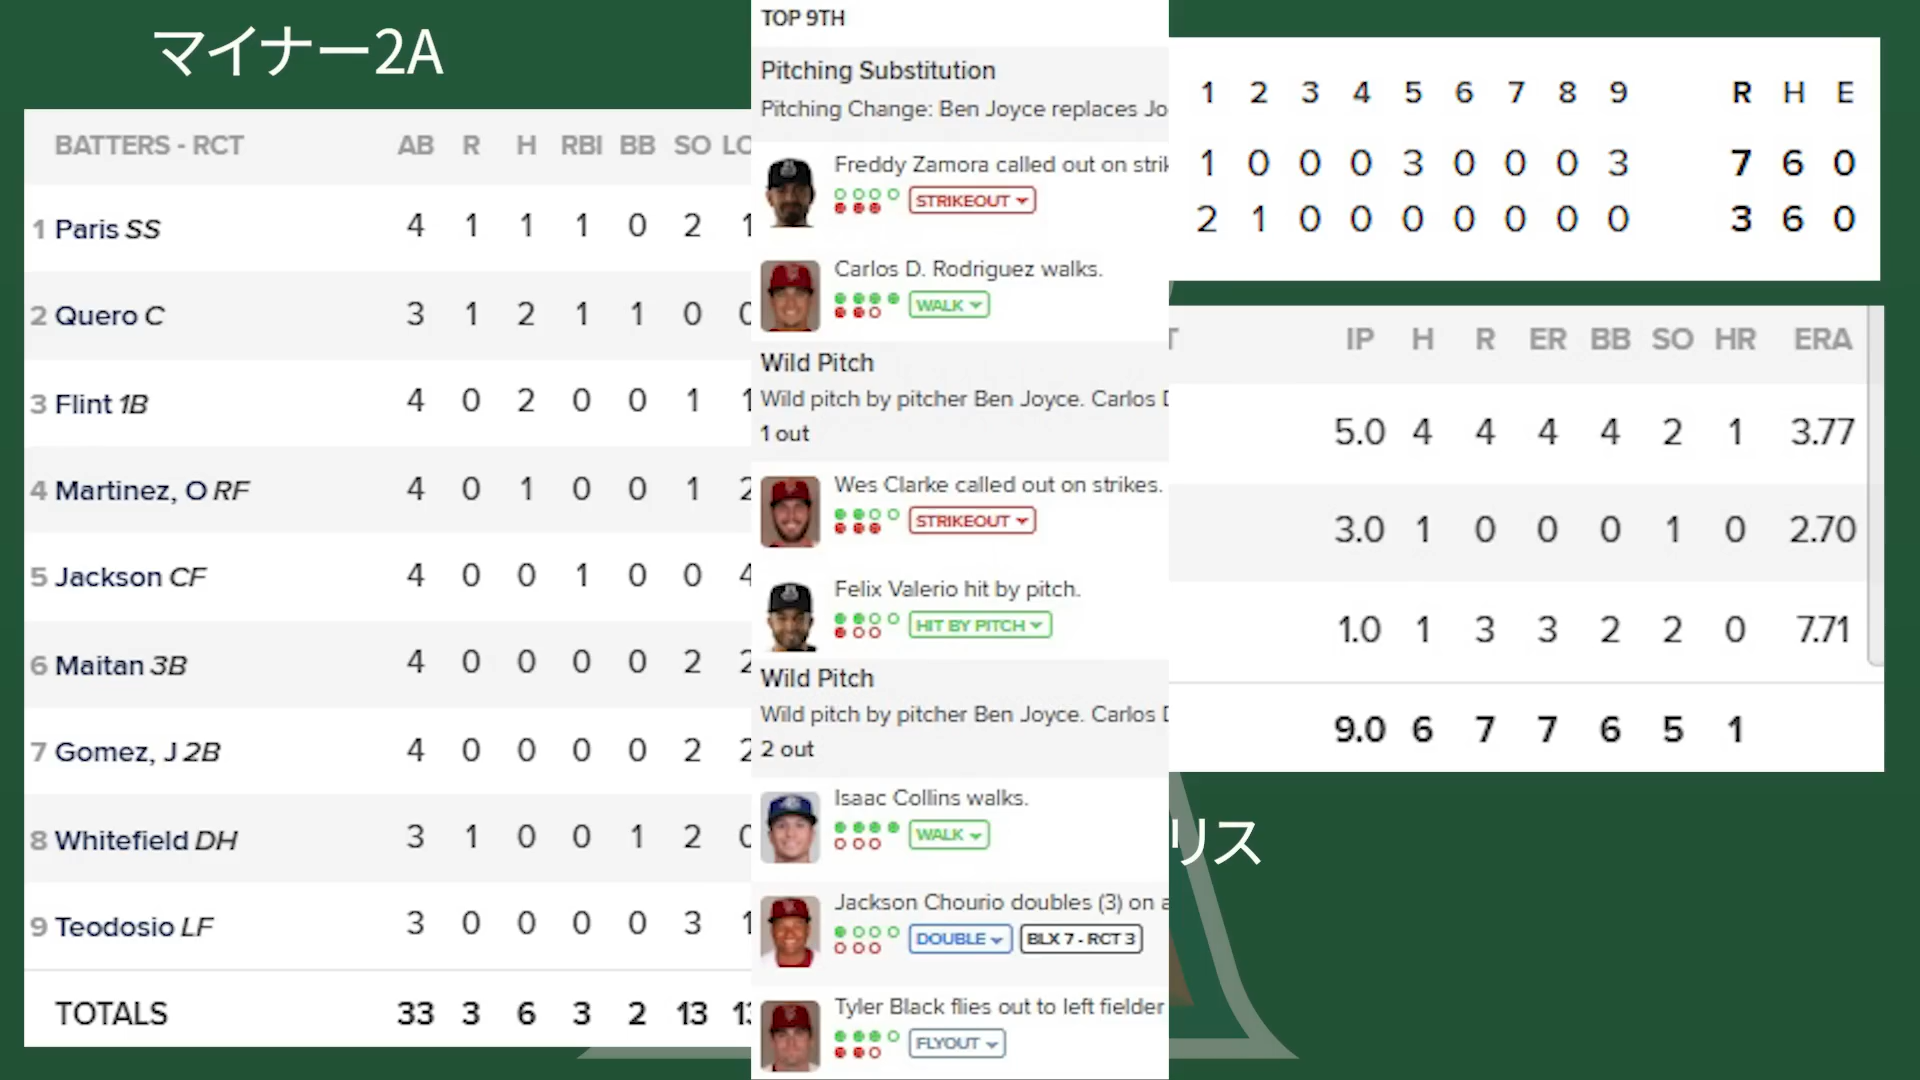 マイナー2A
BATTERS - RCT AB R H RBI BB SO
1 Paris SS 4 1 1 1 0 2 1
2 Quero C 3 1 2 1 1 0 0
3 Flint 1B 4 0 2 0 0 1 1
4 Martinez, O RF 4 0 1 0 0 1 2
5 Jackson CF 4 0 0 1 0 0 4
6 Maitan 3B 4 0 0 0 0 2 2
7 Gomez, J 2B 4 0 0 0 0 2 2
8 Whitefield DH 3 1 0 0 1 2 0
9 Teodosio LF 3 0 0 0 0 3 1
TOTALS 33 3 6 3 2 13
TOP 9TH
Pitching Substitution
Pitching Change: Ben Joyce replaces Jo
Freddy Zamora called out on
STRIKEOUT
Carlos D. Rodriguez walks.
WALK
Wild Pitch
Wild pitch by pitcher Ben Joyce. Carlos D
1 out
Wes Clarke called out on strikes.
STRIKEOUT
Felix Valerio hit by pitch.
HIT BY PITCH
Wild Pitch
Wild pitch by pitcher Ben Joyce. Carlos D
2 out
Isaac Collins walks.
WALK
Jackson Chourio doubles (3) on a
DOUBLE BLX 7 - RCT 3
Tyler Black flies out to left fielder
FLYOUT
1 2 3 4 5 6 7 8 9 R H E
1 0 0 0 3 0 0 0 3 7 6 0
2 1 0 0 0 0 0 0 0 3 6 0
IP H R ER BB SO HR ERA
5.0 4 4 4 4 2 1 3.77
3.0 1 0 0 0 1 0 2.70
1.0 1 3 3 2 2 0 7.71
9.0 6 7 7 6 5 1
リス